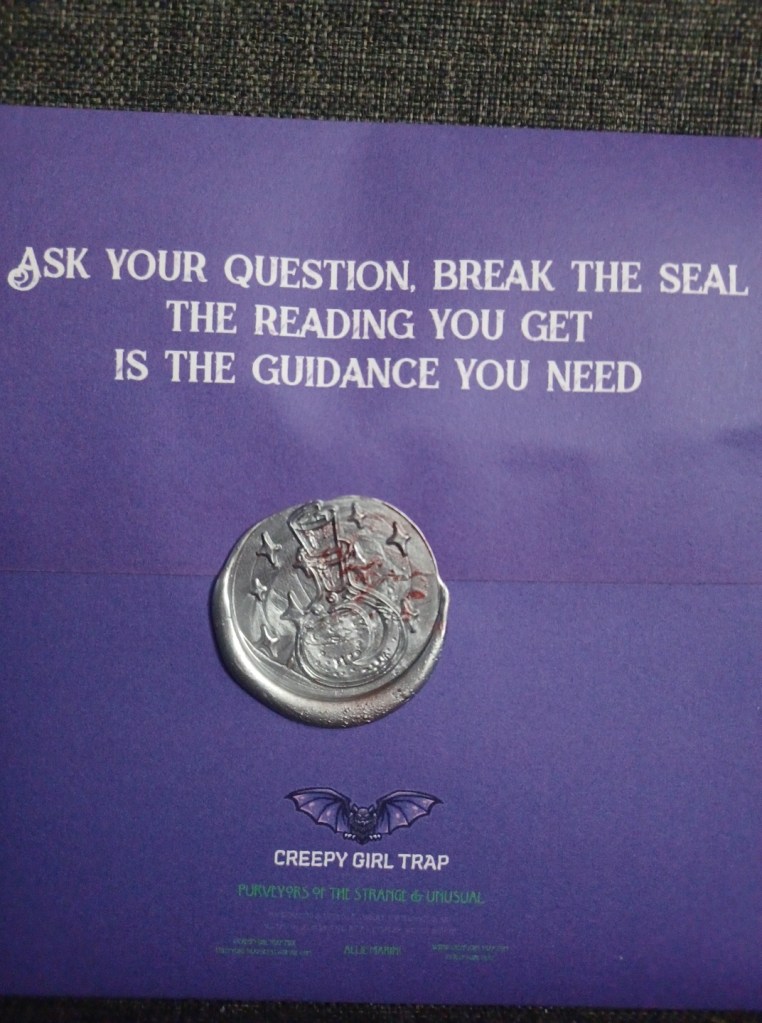 ASK YOUR QUESTION, BREAK THE SEAL
THE READING YOU GET
IS THE GUIDANCE YOU NEED
CREEPY GIRL TRAP
PURVEYORS OF THE STRANGE & UNUSUAL